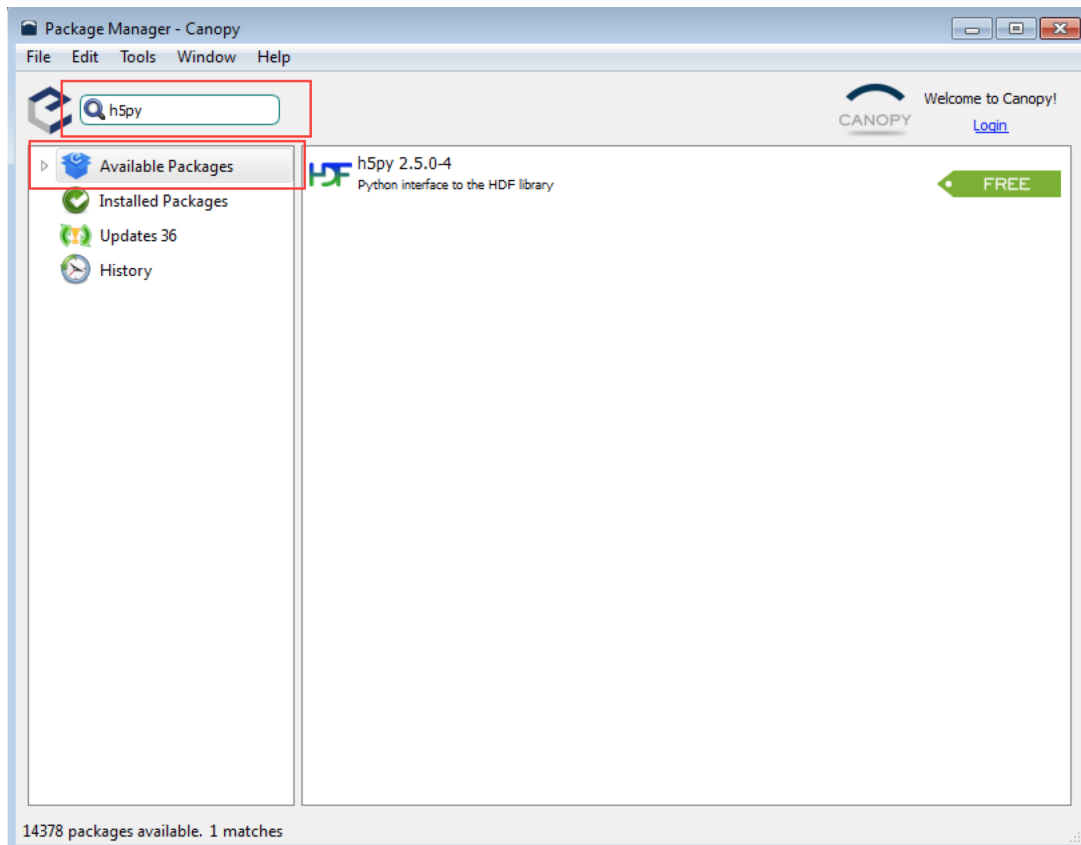 Package Manager - Canopy
File Edit Tools Window Help
h5py
CANOPY
Welcome to Canopy!
Login
Available Packages
Installed Packages
Updates 36
History
HDF
h5py 2.5.0-4
Python interface to the HDF library
FREE
14378 packages available. 1 matches